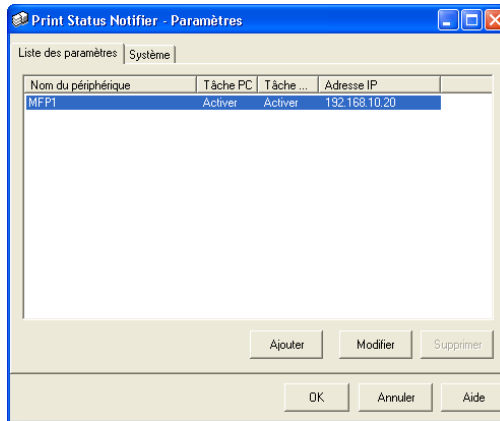 Print Status Notifier - Paramètres
Liste des paramètres Système
Nom du périphérique Tâche PC Tâche ... Adresse IP
MFP1 Activer Activer 192.168.10.20
Ajouter Modifier Supprimer
OK Annuler Aide